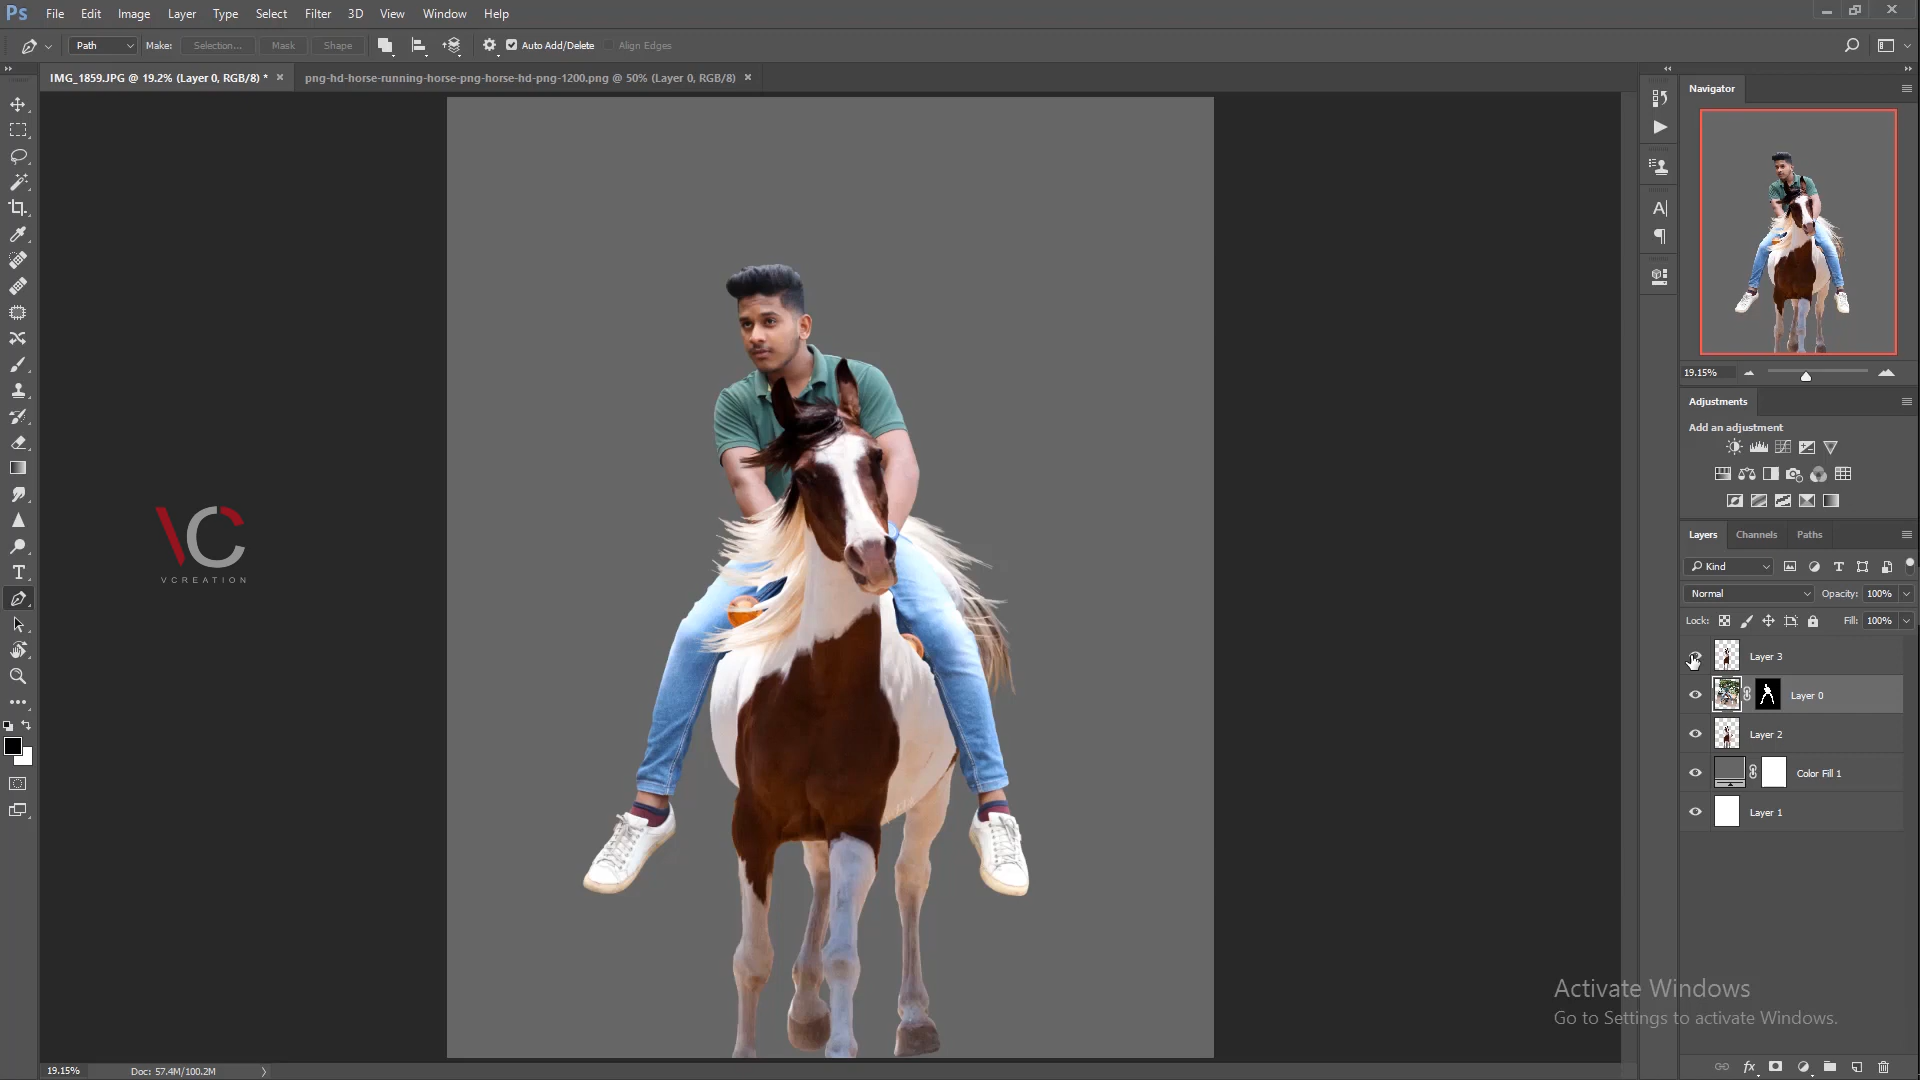 Ps File Edit Image Layer Type Select Filter 3D View Window Help
Path Make: Selection... Mask Shape Auto Add/Delete Align Edges
IMG_1859.JPG @ 19.2% (Layer 0, RGB/8) * × png-hd-horse-running-horse-png-horse-hd-png-1200.png @ 50% (Layer 0, RGB/8) ×
Navigator
19.15%
Adjustments
Add an adjustment
Layers Channels Paths
Kind
Normal Opacity: 100%
Lock: Fill: 100%
Layer 3
Layer 0
Layer 2
Color Fill 1
Layer 1
VC
VCREATION
Activate Windows
Go to Settings to activate Windows.
19.15% Doc: 57.4M/100.2M